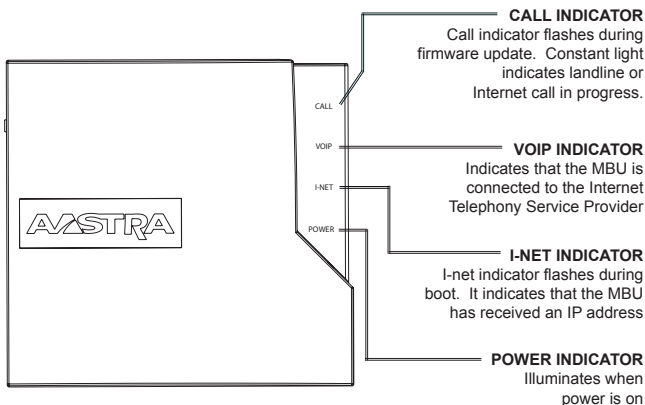 CALL INDICATOR
Call indicator flashes during
firmware update. Constant light
indicates landline or
Internet call in progress.
CALL
VOIP
VOIP INDICATOR
Indicates that the MBU is
connected to the Internet
Telephony Service Provider
I-NET
AASTRA
POWER
I-NET INDICATOR
I-net indicator flashes during
boot. It indicates that the MBU
has received an IP address
POWER INDICATOR
Illuminates when
power is on